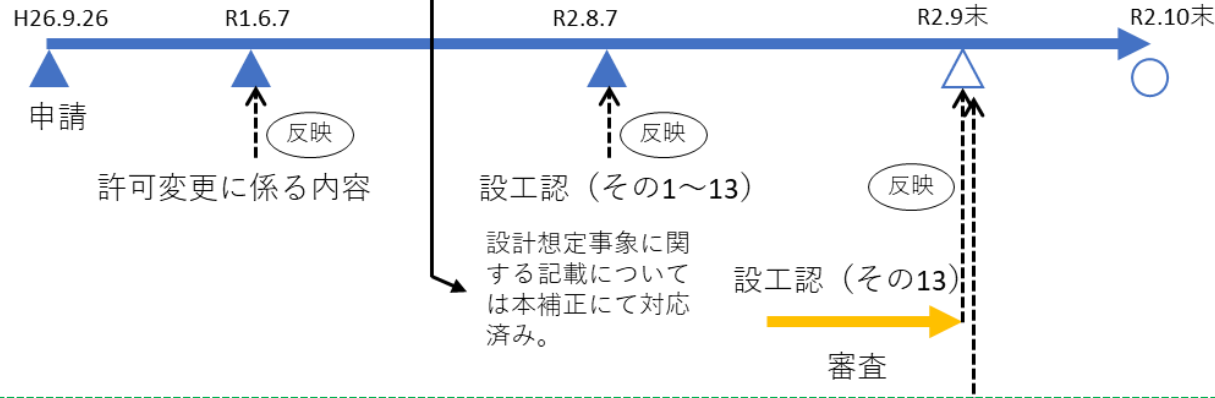 H26.9.26
R1.6.7
R2.8.7
R2.9末
R2.10末
申請
反映
反映
許可変更に係る内容
設工認（その1～13）
反映
設計想定事象に関
する記載について
は本補正にて対応
済み。
設工認（その13）
審査